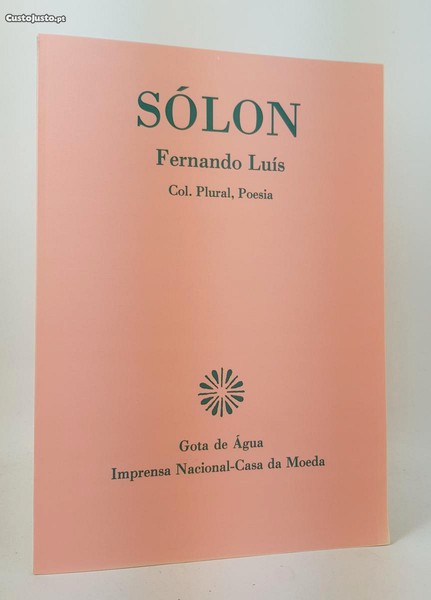 CustoJusto.pt
SÓLON
Fernando Luís
Col. Plural, Poesia
Gota de Água
Imprensa Nacional-Casa da Moeda